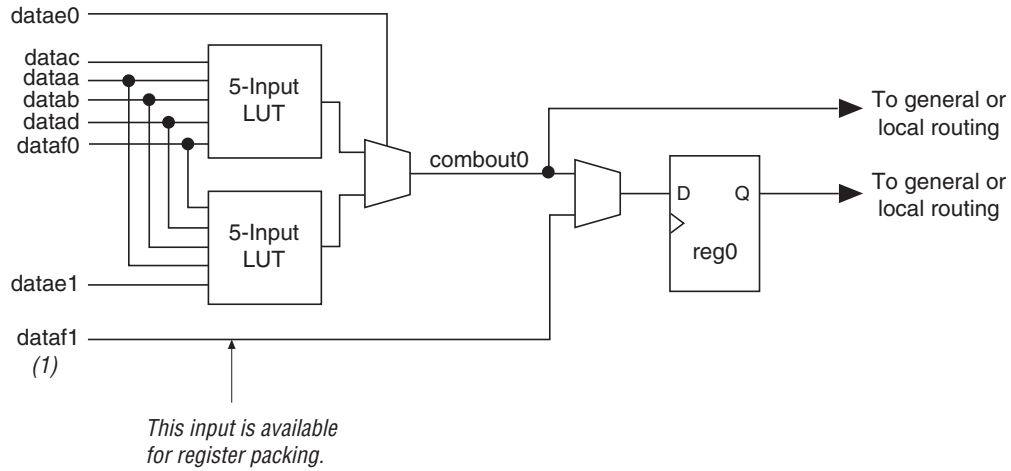 datae0
datac
dataa
datab
datad
dataf0
5-Input
LUT
combout0
To general or
local routing
D
Q
reg0
To general or
local routing
5-Input
LUT
datae1
dataf1
(1)
This input is available
for register packing.